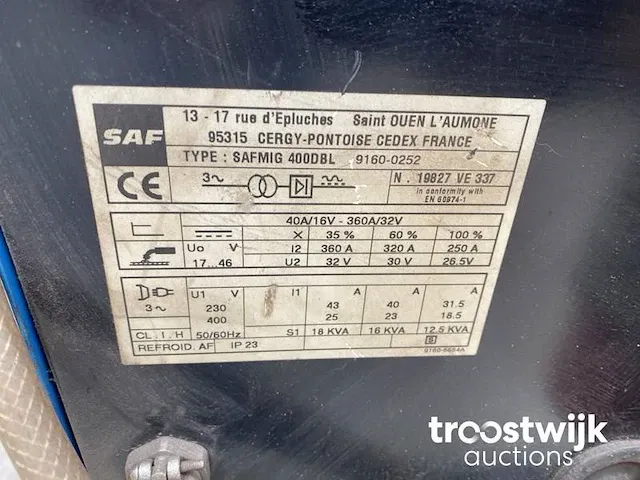 SAF
13 - 17 rue d'Epluches Saint OUEN L'AUMONE
95315 CERGY-PONTOISE CEDEX FRANCE
TYPE : SAFMIG 400DBL 9160-0252
CE
3~
N . 19827 VE 337
in conformity with
EN 60974-1
40A/16V - 360A/32V
X 35 % 60 % 100 %
Uo V I2 360 A 320 A 250 A
17...46 U2 32 V 30 V 26.5V
3~
U1 V I1 A A A
230 43 40 31.5
400 25 23 18.5
CL . I . H 50/60Hz S1 18 KVA 16 KVA 12.5 KVA
REFROID. AF IP 23 S
9160-5654A
troostwijk
auctions